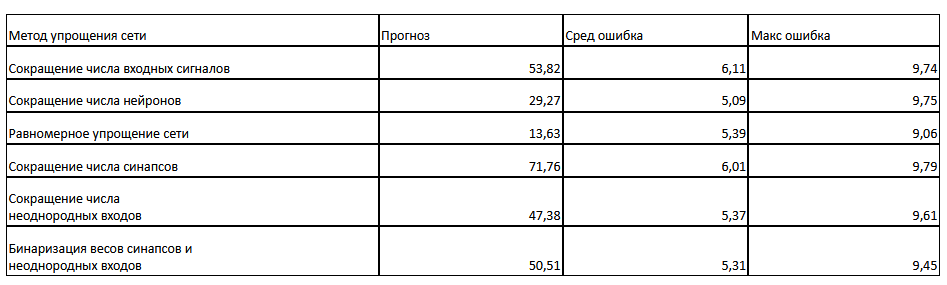 Метод упрощения сети Прогноз Сред ошибка Макс ошибка
Сокращение числа входных сигналов 53,82 6,11 9,74
Сокращение числа нейронов 29,27 5,09 9,75
Равномерное упрощение сети 13,63 5,39 9,06
Сокращение числа синапсов 71,76 6,01 9,79
Сокращение числа
неоднородных входов 47,38 5,37 9,61
Бинаризация весов синапсов и
неоднородных входов 50,51 5,31 9,45